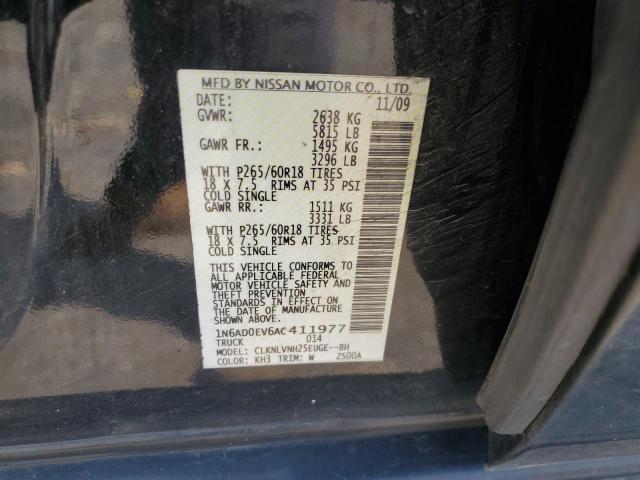 MFD BY NISSAN MOTOR CO., LTD.
DATE: 11/09
GVWR: 2638 KG
5815 LB
GAWR FR.: 1495 KG
3296 LB
WITH P265/60R18 TIRES
18 X 7.5 RIMS AT 35 PSI
COLD SINGLE
GAWR RR.: 1511 KG
3331 LB
WITH P265/60R18 TIRES
18 X 7.5 RIMS AT 35 PSI
COLD SINGLE
THIS VEHICLE CONFORMS TO
ALL APPLICABLE FEDERAL
MOTOR VEHICLE SAFETY AND
THEFT PREVENTION
STANDARDS IN EFFECT ON THE
DATE OF MANUFACTURE
SHOWN ABOVE.
1N6AD0EV6AC411977
TRUCK 014
MODEL: CLKNLVNH25EUGE--BH
COLOR: KH3 TRIM: W ZS00A